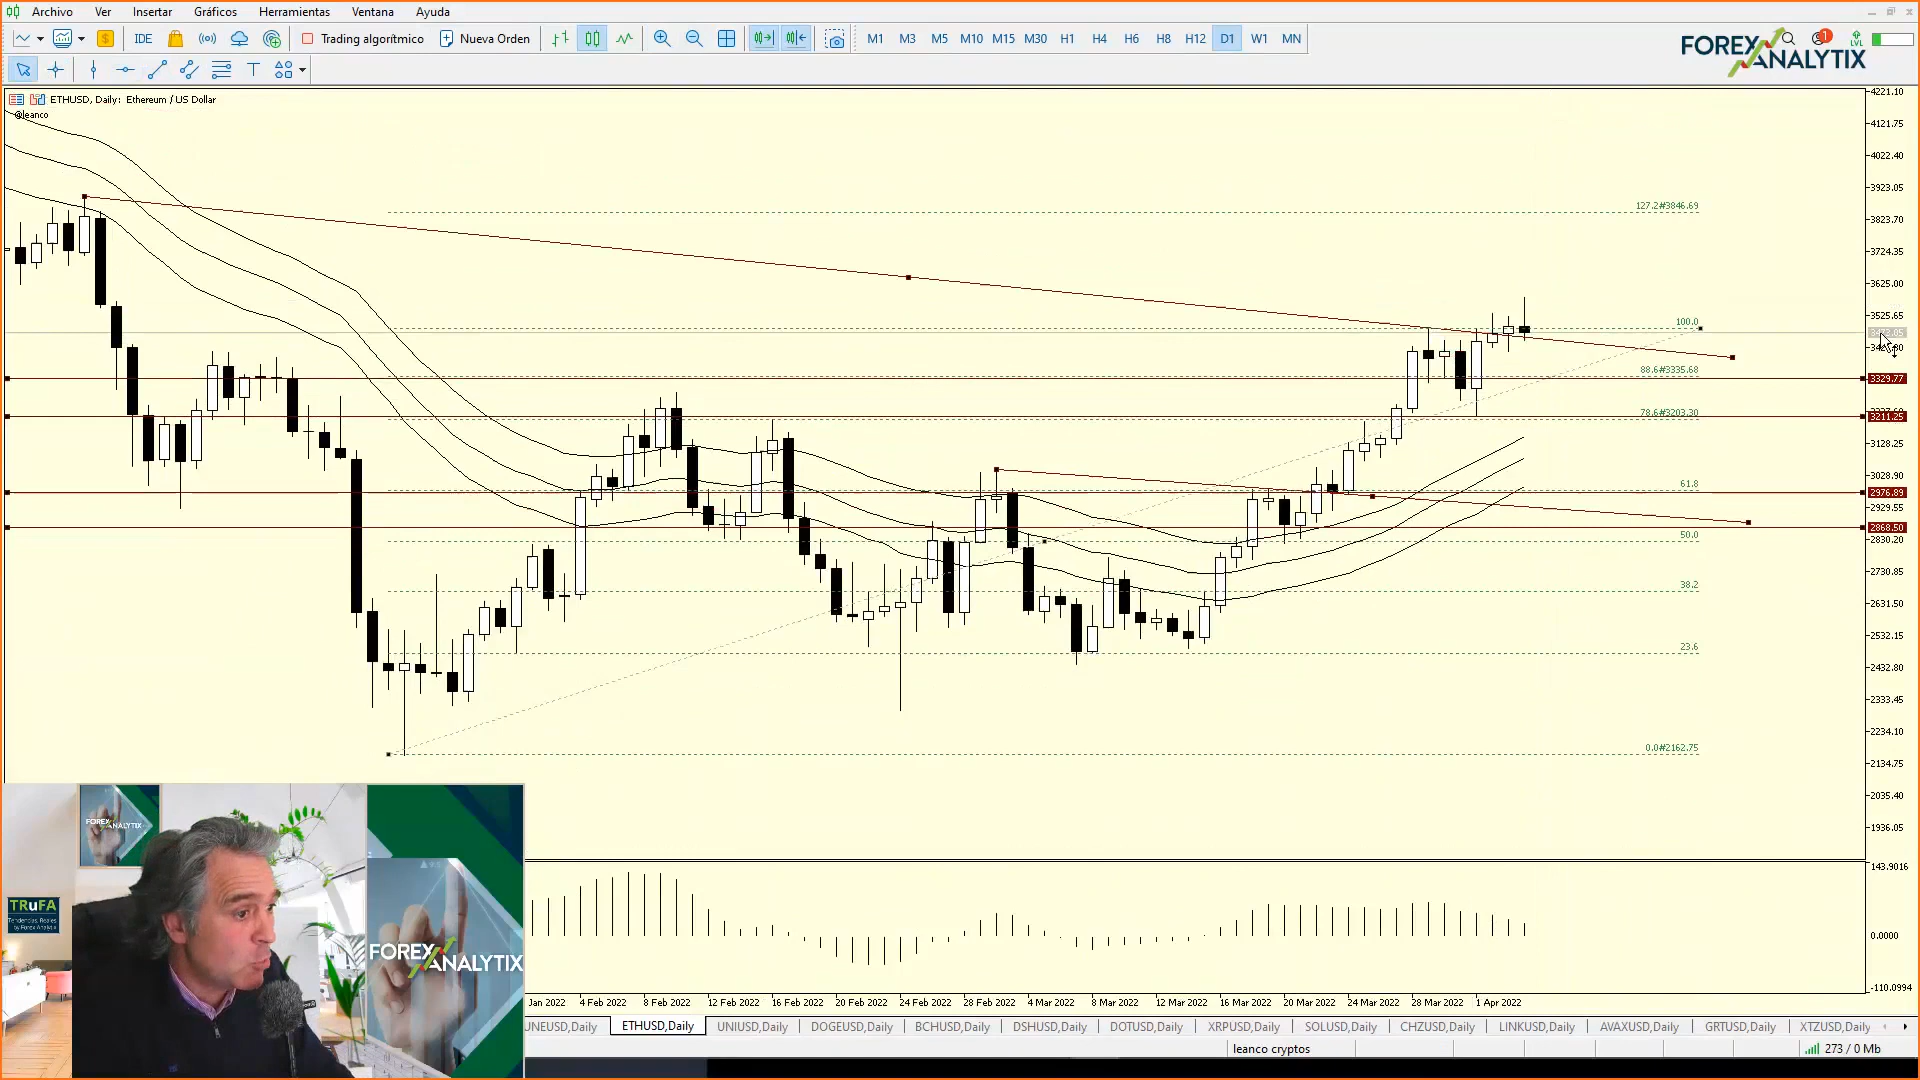 Archivo Ver Insertar Gráficos Herramientas Ventana Ayuda
IDE Trading algorítmico Nueva Orden M1 M3 M5 M10 M15 M30 H1 H4 H6 H8 H12 D1 W1 MN
1 LVL
FOREX
ANALYTIX
T
ETHUSD, Daily: Ethereum / US Dollar
@leanco
4221.10
4121.75
4022.40
3923.05
127.2#3846.69
3823.70
3724.35
3625.00
3525.65
100.0
88.6#3335.68
3329.77
78.6#3203.30
3211.25
3128.25
3028.90
61.8
2976.89
2929.55
2868.50
50.0
2830.20
2730.85
38.2
2631.50
2532.15
23.6
2432.80
2333.45
2234.10
0.0#2162.75
2134.75
2035.40
1936.05
143.9016
0.0000
-110.0994
FOREX
ANALYTIX
TRuFA
Tendencias Reales
by Forex Analytix
FOREX
ANALYTIX
Jan 2022 4 Feb 2022 8 Feb 2022 12 Feb 2022 16 Feb 2022 20 Feb 2022 24 Feb 2022 28 Feb 2022 4 Mar 2022 8 Mar 2022 12 Mar 2022 16 Mar 2022 20 Mar 2022 24 Mar 2022 28 Mar 2022 1 Apr 2022
UNEUSD,Daily ETHUSD,Daily UNIUSD,Daily DOGEUSD,Daily BCHUSD,Daily DSHUSD,Daily DOTUSD,Daily XRPUSD,Daily SOLUSD,Daily CHZUSD,Daily LINKUSD,Daily AVAXUSD,Daily GRTUSD,Daily XTZUSD,Daily
leanco cryptos 273 / 0 Mb